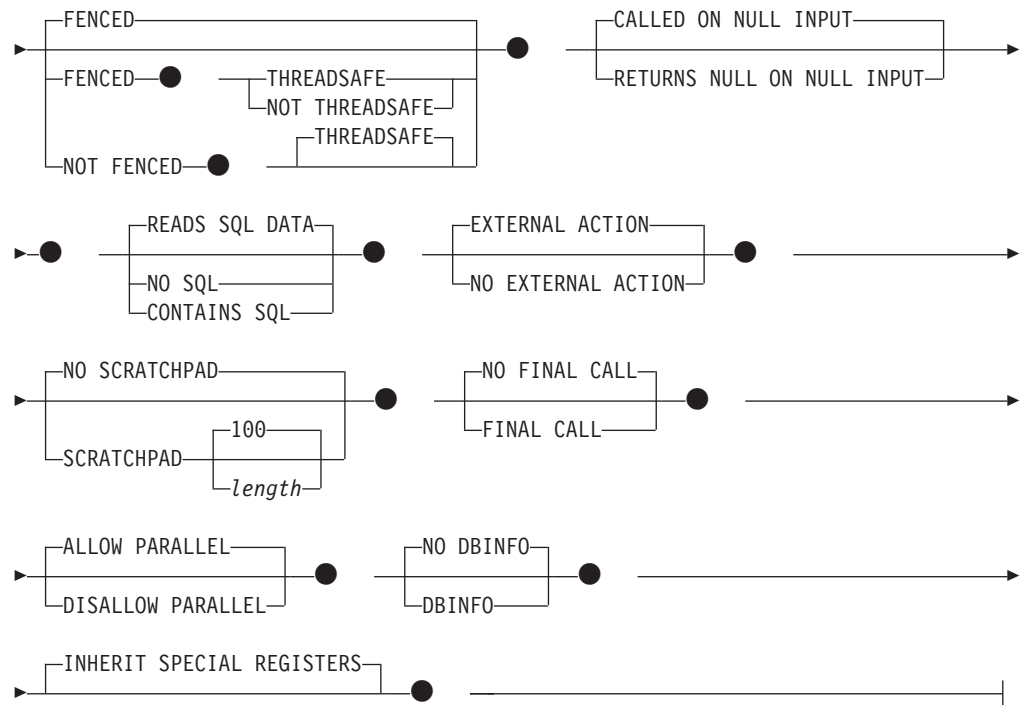 FENCED
CALLED ON NULL INPUT
FENCED
THREADSAFE
RETURNS NULL ON NULL INPUT
NOT THREADSAFE
THREADSAFE
NOT FENCED
READS SQL DATA
EXTERNAL ACTION
NO SQL
NO EXTERNAL ACTION
CONTAINS SQL
NO SCRATCHPAD
NO FINAL CALL
100
FINAL CALL
SCRATCHPAD
length
ALLOW PARALLEL
NO DBINFO
DISALLOW PARALLEL
DBINFO
INHERIT SPECIAL REGISTERS